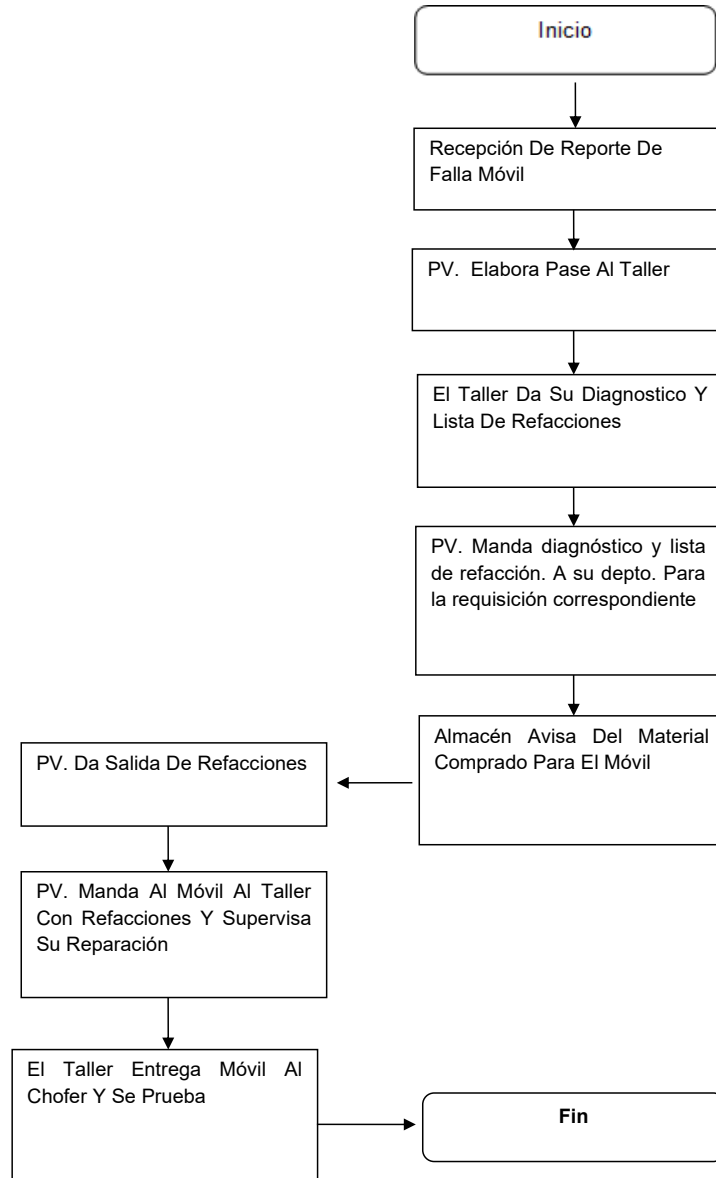 Inicio
Recepción De Reporte De
Falla Móvil
PV. Elabora Pase Al Taller
El Taller Da Su Diagnostico Y
Lista De Refacciones
PV. Manda diagnóstico y lista
de refacción. A su depto. Para
la requisición correspondiente
Almacén Avisa Del Material
Comprado Para El Móvil
PV. Da Salida De Refacciones
PV. Manda Al Móvil Al Taller
Con Refacciones Y Supervisa
Su Reparación
El Taller Entrega Móvil Al
Chofer Y Se Prueba
Fin